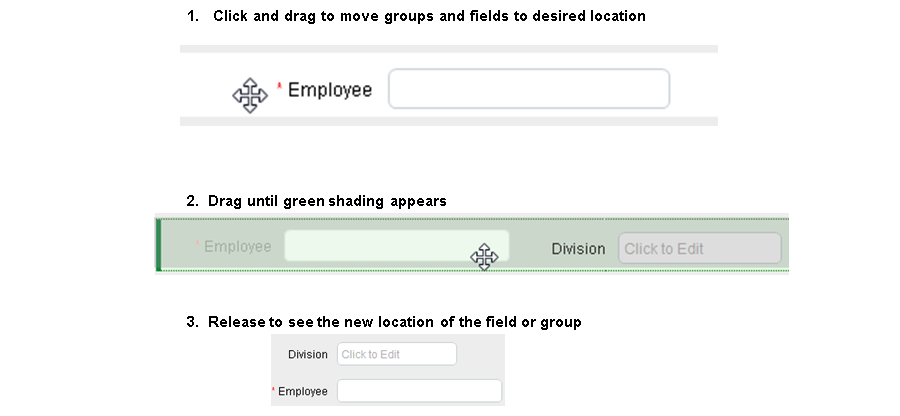 1. Click and drag to move groups and fields to desired location
* Employee
2. Drag until green shading appears
* Employee Division Click to Edit
3. Release to see the new location of the field or group
Division Click to Edit
* Employee